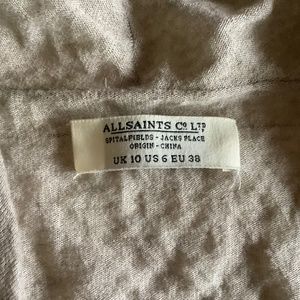 ALLSAINTS Cº LTD
SPITALFIELDS - JACKS PLACE
ORIGIN - CHINA
UK 10 US 6 EU 38